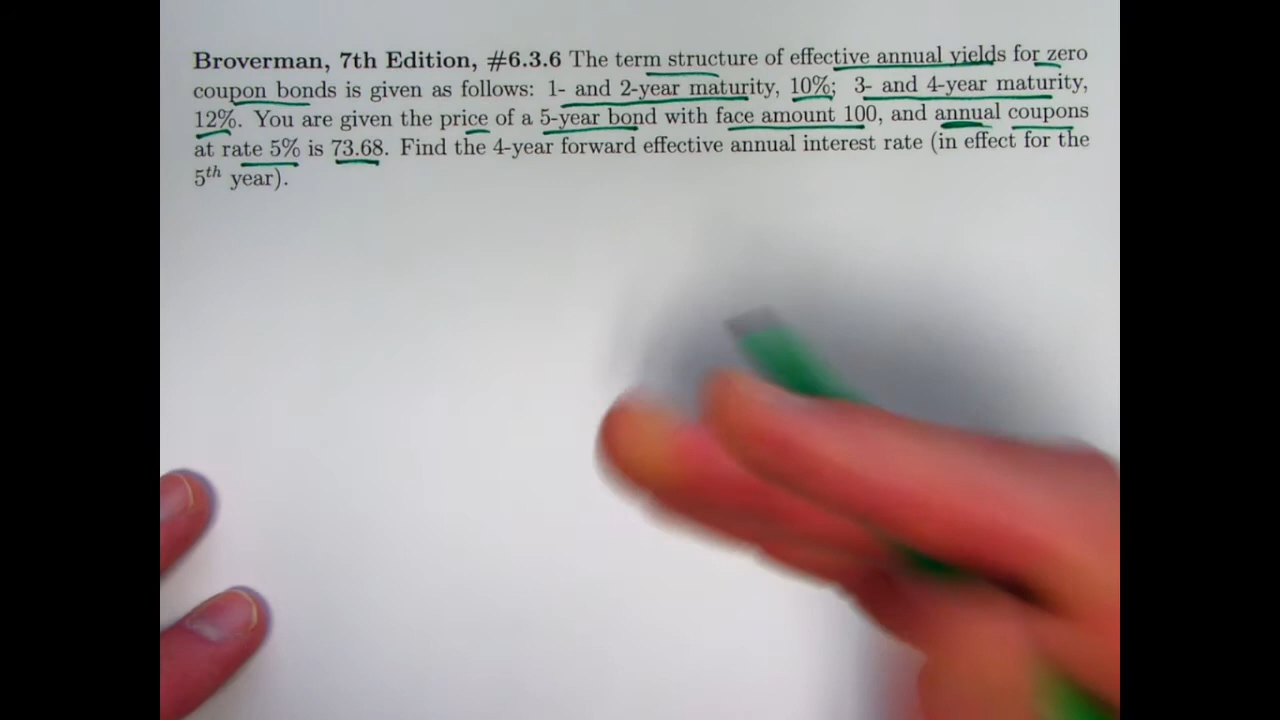 Broverman, 7th Edition, #6.3.6 The term structure of effective annual yields for zero
coupon bonds is given as follows: 1- and 2-year maturity, 10%; 3- and 4-year maturity,
12%. You are given the price of a 5-year bond with face amount 100, and annual coupons
at rate 5% is 73.68. Find the 4-year forward effective annual interest rate (in effect for the
5th year).